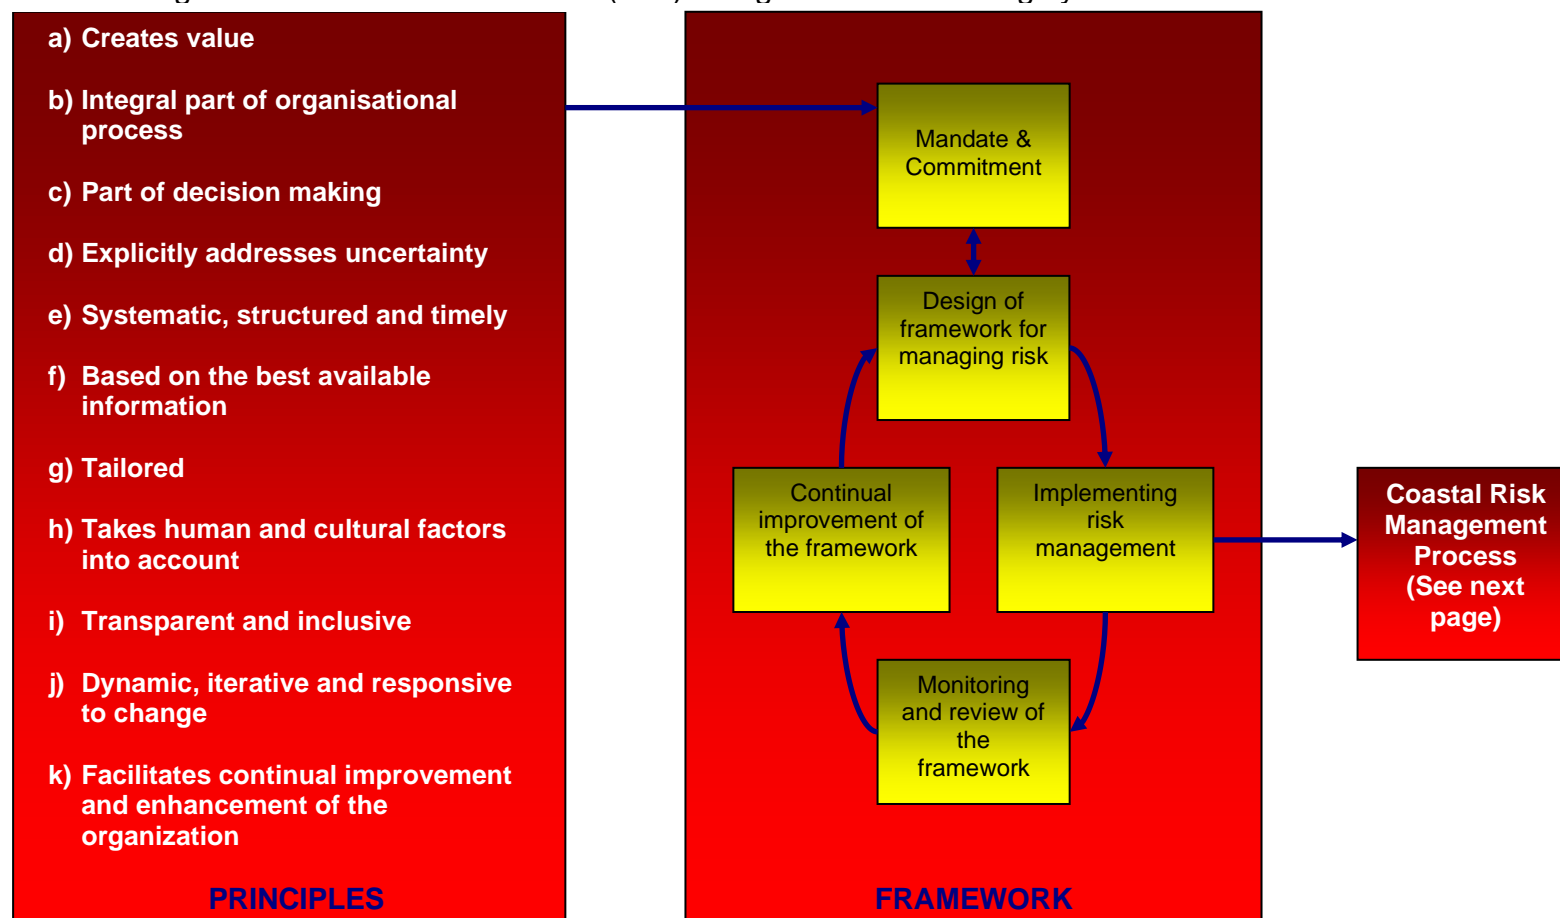 a) Creates value
b) Integral part of organisational
process
c) Part of decision making
d) Explicitly addresses uncertainty
e) Systematic, structured and timely
f) Based on the best available
information
g) Tailored
h) Takes human and cultural factors
into account
i) Transparent and inclusive
j) Dynamic, iterative and responsive
to change
k) Facilitates continual improvement
and enhancement of the
organization
PRINCIPLES
Mandate &
Commitment
Design of
framework for
managing risk
Continual
improvement of
the framework
Implementing
risk
management
Monitoring
and review of
the
framework
FRAMEWORK
Coastal Risk
Management
Process
(See next
page)